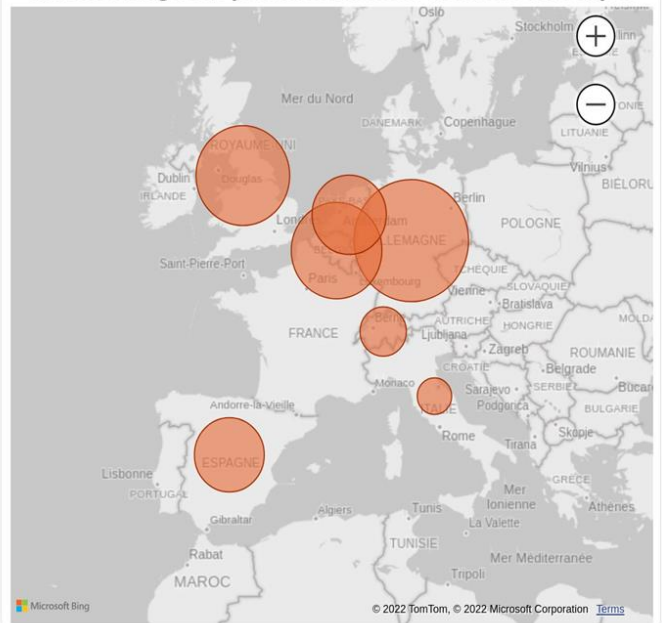 Oslo
Stockholm
Mer du Nord
DANEMARK
Copenhague
LITUANIE
Vilnius
ROYAUME-UNI
Dublin
Douglas
IRLANDE
Berlin
Amsterdam
POLOGNE
ALLEMAGNE
Saint-Pierre-Port
Paris
Luxembourg
TCHÉQUIE
SLOVAQUIE
Vienne
Bratislava
FRANCE
Berne
AUTRICHE
HONGRIE
Ljubljana
Zagreb
ROUMANIE
CROATIE
Belgrade
Monaco
Sarajevo
SERBIE
Andorre-la-Vieille
ITALIE
Podgorica
BULGARIE
Rome
Skopje
Tirana
ESPAGNE
Lisbonne
PORTUGAL
GRÈCE
Mer
Ionienne
Athènes
Gibraltar
Algiers
Tunis
La Valette
Rabat
TUNISIE
Mer Méditerranée
MAROC
Tripoli
Microsoft Bing
© 2022 TomTom, © 2022 Microsoft Corporation Terms